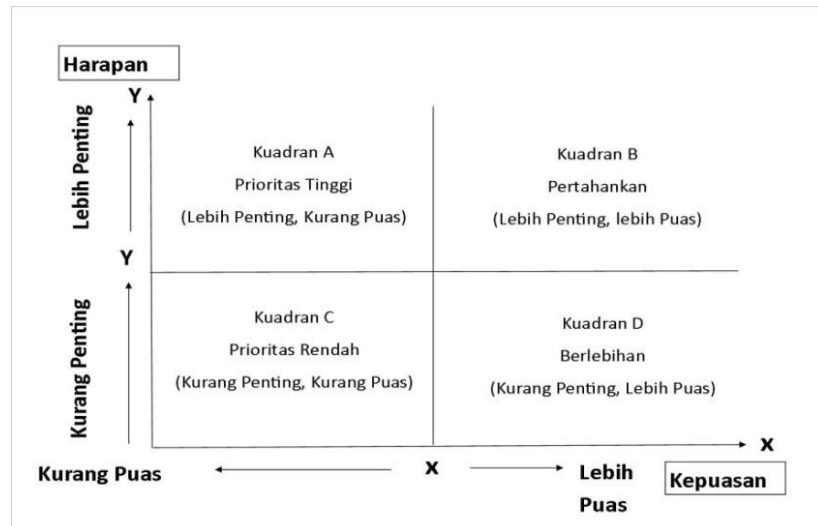 Harapan
Y
Lebih Penting
Kuadran A
Prioritas Tinggi
(Lebih Penting, Kurang Puas)
Kuadran B
Pertahankan
(Lebih Penting, lebih Puas)
Y
Kurang Penting
Kuadran C
Prioritas Rendah
(Kurang Penting, Kurang Puas)
Kuadran D
Berlebihan
(Kurang Penting, Lebih Puas)
X
Kurang Puas
X
Lebih
Puas
Kepuasan